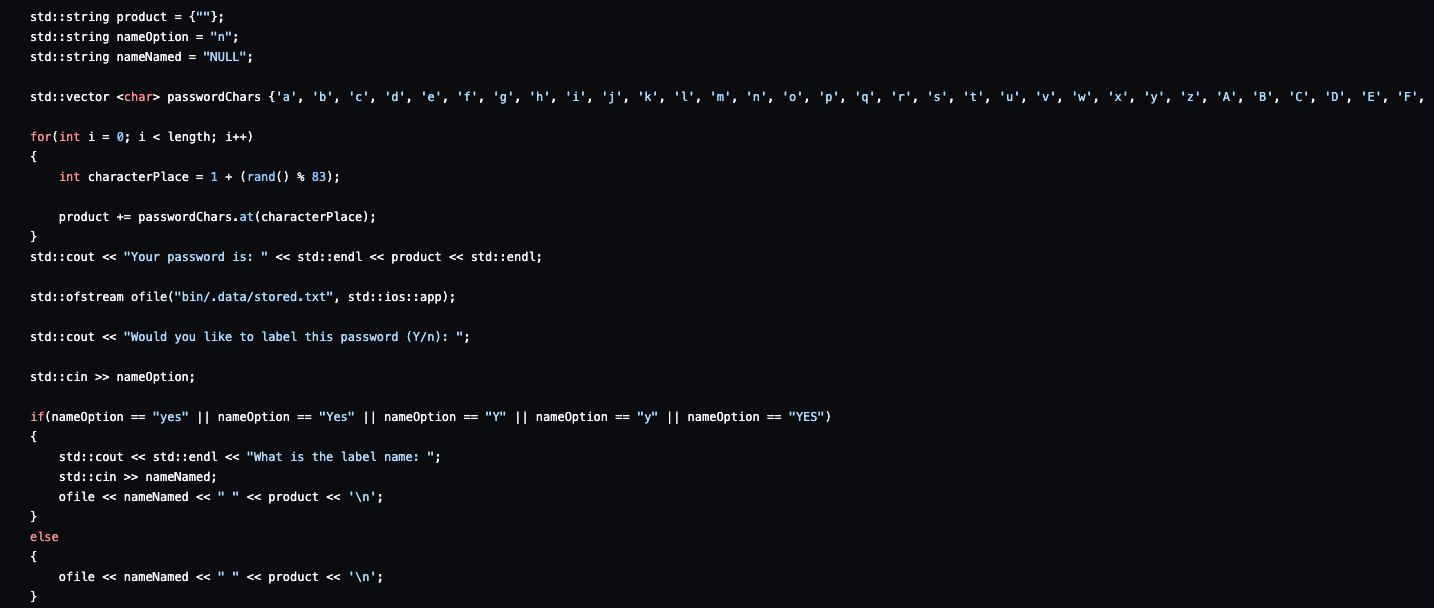 std::string product = {""};
std::string nameOption = "n";
std::string nameNamed = "NULL";
std::vector <char> passwordChars {'a', 'b', 'c', 'd', 'e', 'f', 'g', 'h', 'i', 'j', 'k', 'l', 'm', 'n', 'o', 'p', 'q', 'r', 's', 't', 'u', 'v', 'w', 'x', 'y', 'z', 'A', 'B', 'C', 'D', 'E', 'F',
for(int i = 0; i < length; i++)
{
    int characterPlace = 1 + (rand() % 83);
    product += passwordChars.at(characterPlace);
}
std::cout << "Your password is: " << std::endl << product << std::endl;
std::ofstream ofile("bin/.data/stored.txt", std::ios::app);
std::cout << "Would you like to label this password (Y/n): ";
std::cin >> nameOption;
if(nameOption == "yes" || nameOption == "Yes" || nameOption == "Y" || nameOption == "y" || nameOption == "YES")
{
    std::cout << std::endl << "What is the label name: ";
    std::cin >> nameNamed;
    ofile << nameNamed << " " << product << '\n';
}
else
{
    ofile << nameNamed << " " << product << '\n';
}